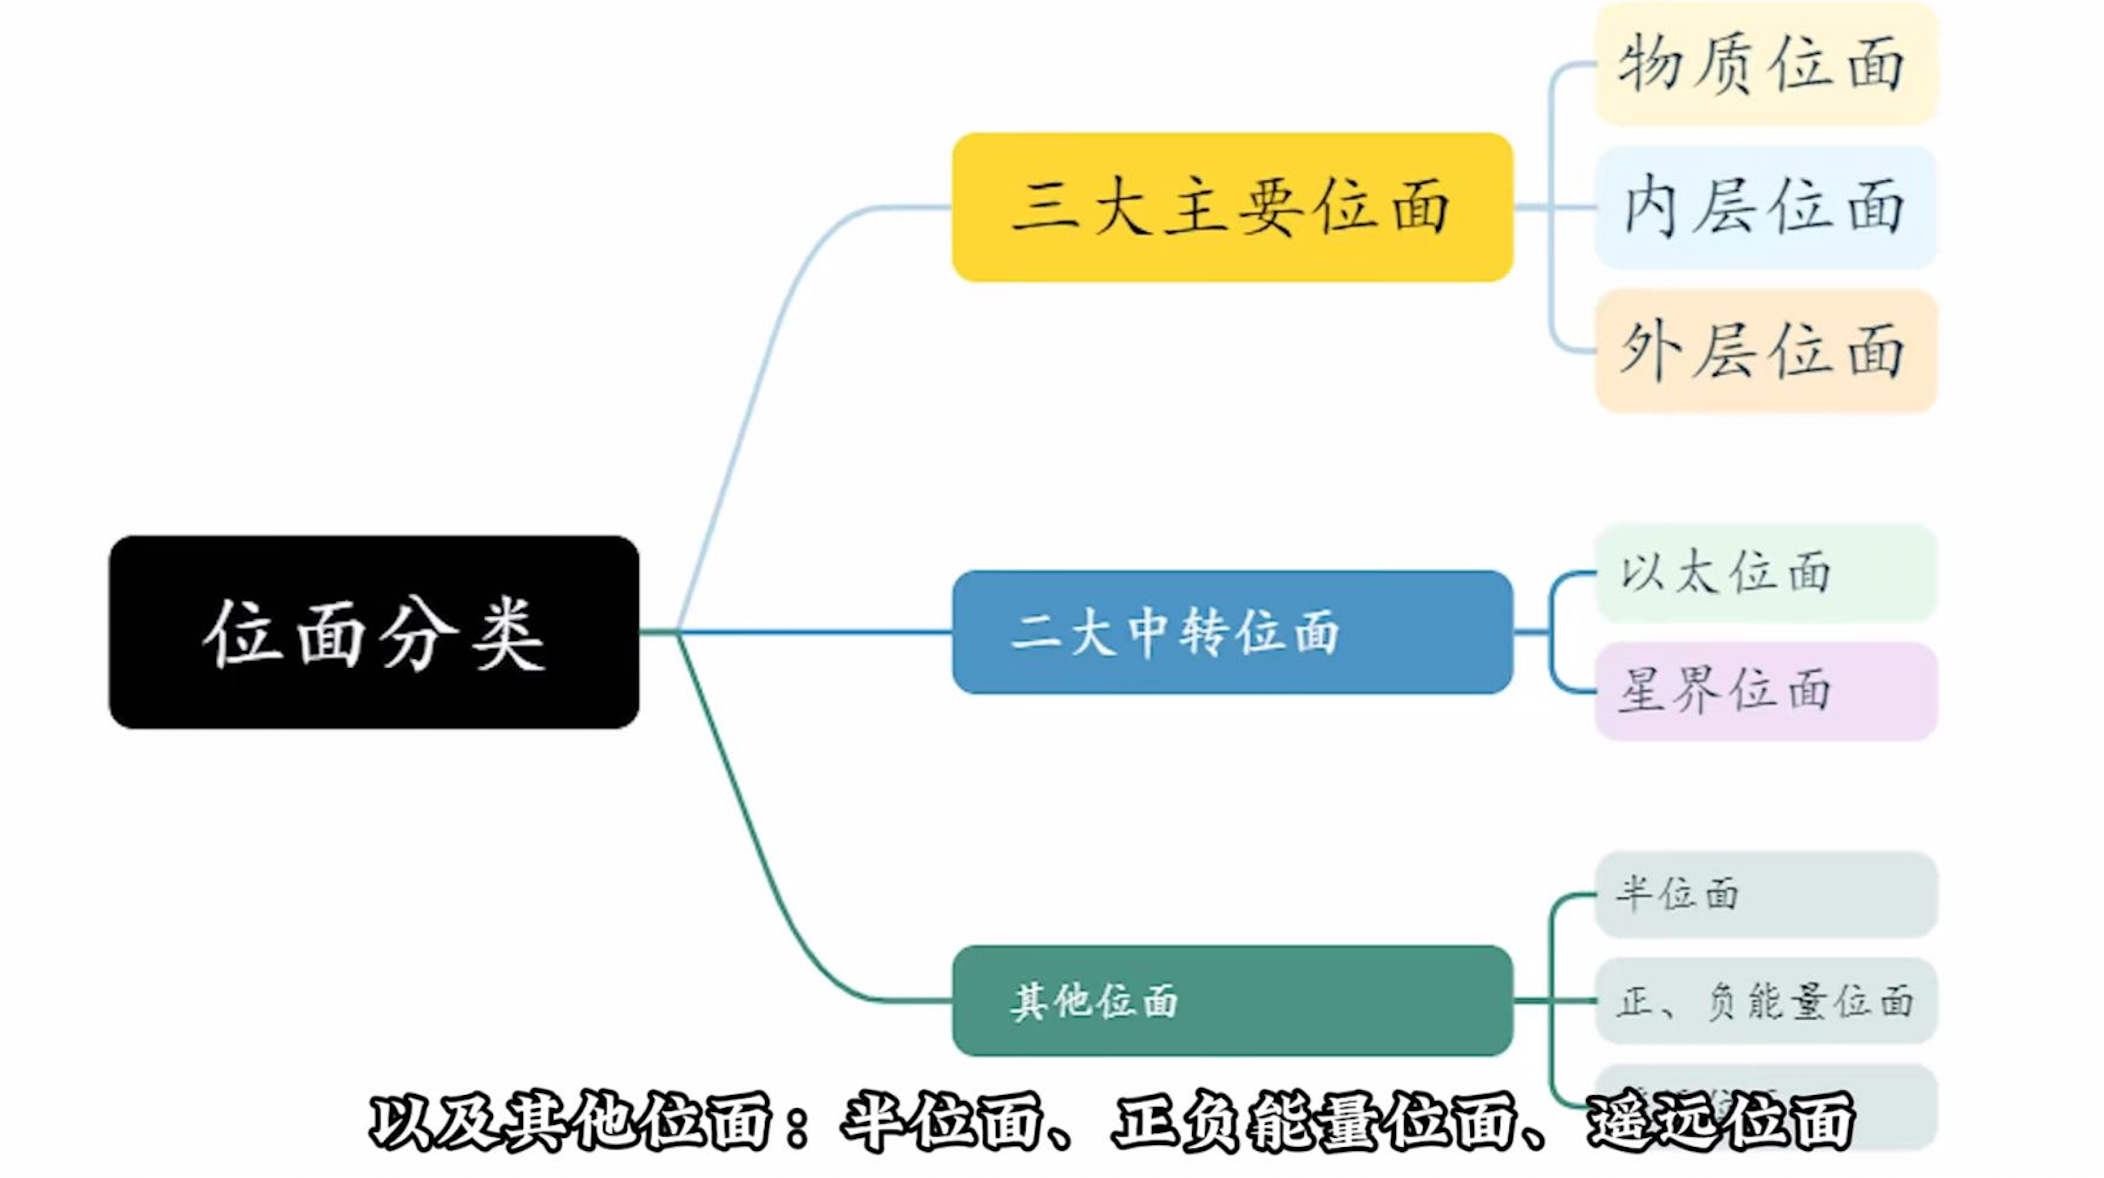 位面分类
三大主要位面
物质位面
内层位面
外层位面
二大中转位面
以太位面
星界位面
其他位面
半位面
正、负能量位面
以及其他位面：半位面、正负能量位面、遥远位面